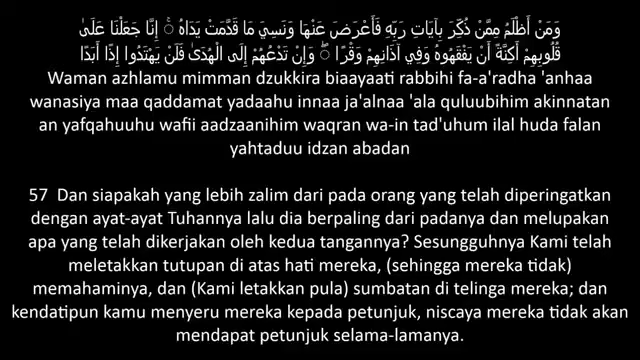 وَمَنْ أَظْلَمُ مِمَّنْ ذُكِّرَ بِآيَاتِ رَبِّهِ فَأَعْرَضَ عَنْهَا وَنَسِيَ مَا قَدَّمَتْ يَدَاهُ ۚ إِنَّا جَعَلْنَا عَلَىٰ
قُلُوبِهِمْ أَكِنَّةً أَنْ يَفْقَهُوهُ وَفِي آذَانِهِمْ وَقْرًا ۖ وَإِنْ تَدْعُهُمْ إِلَى الْهُدَىٰ فَلَنْ يَهْتَدُوا إِذًا أَبَدًا
Waman azhlamu mimman dzukkira biaayaati rabbihi fa-a'radha 'anhaa
wanasiya maa qaddamat yadaahu innaa ja'alnaa 'ala quluubihim akinnatan
an yafqahuuhu wafii aadzaanihim waqran wa-in tad'uhum ilal huda falan
yahtaduu idzan abadan
57 Dan siapakah yang lebih zalim dari pada orang yang telah diperingatkan
dengan ayat-ayat Tuhannya lalu dia berpaling dari padanya dan melupakan
apa yang telah dikerjakan oleh kedua tangannya? Sesungguhnya Kami telah
meletakkan tutupan di atas hati mereka, (sehingga mereka tidak)
memahaminya, dan (Kami letakkan pula) sumbatan di telinga mereka; dan
kendatipun kamu menyeru mereka kepada petunjuk, niscaya mereka tidak akan
mendapat petunjuk selama-lamanya.